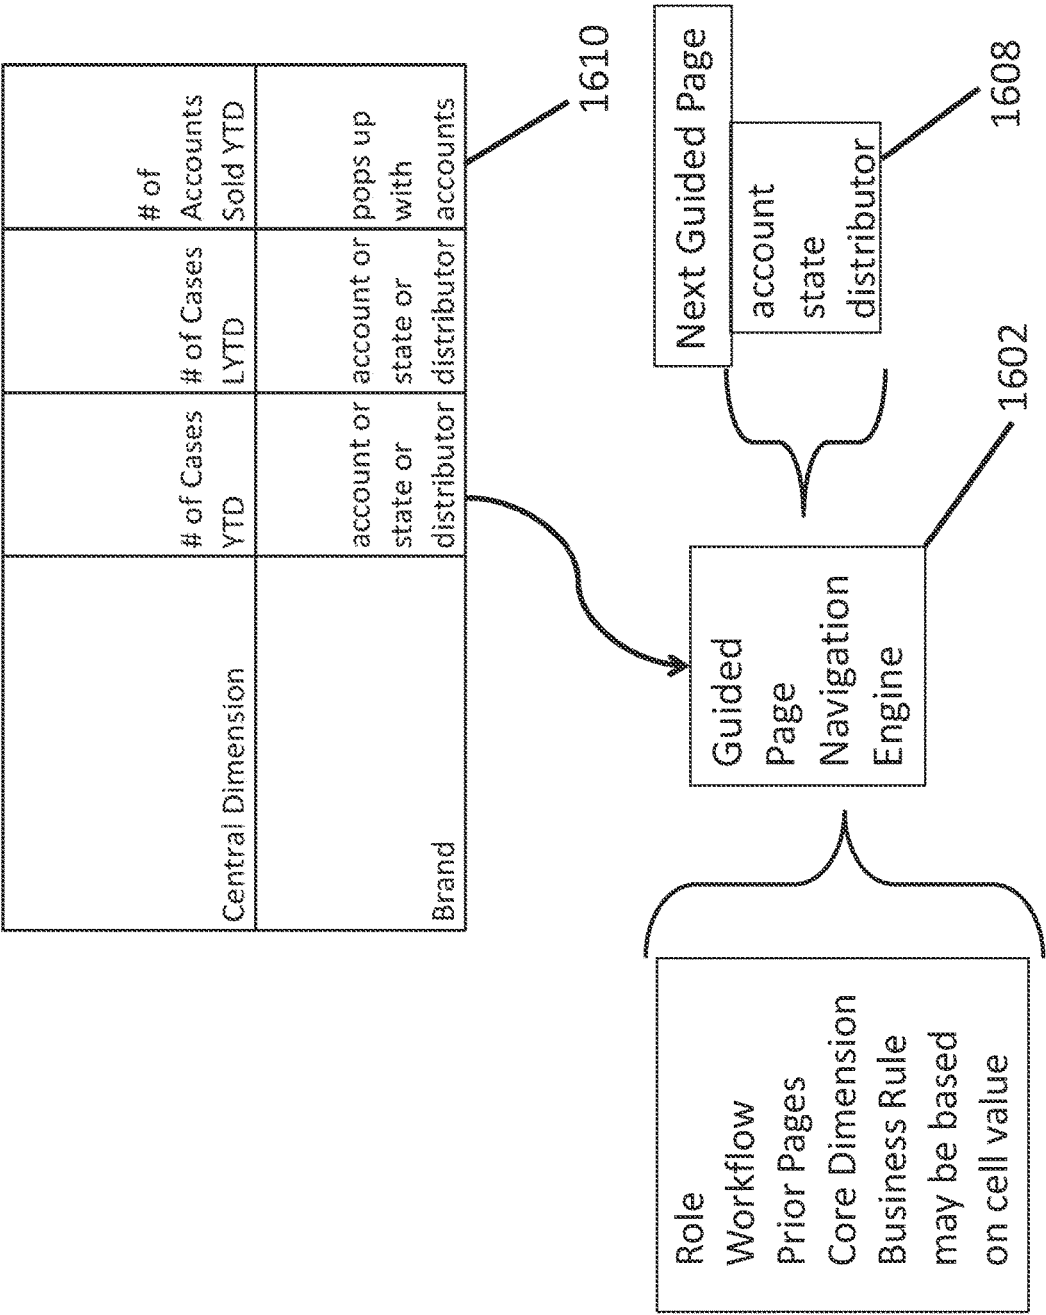 Central Dimension
# of Cases
YTD
# of Cases
LYTD
# of
Accounts
Sold YTD
Brand
account or
state or
distributor
account or
state or
distributor
pops up
with
accounts
1610
Role
Workflow
Prior Pages
Core Dimension
Business Rule
may be based
on cell value
Guided
Page
Navigation
Engine
1602
Next Guided Page
account
state
distributor
1608